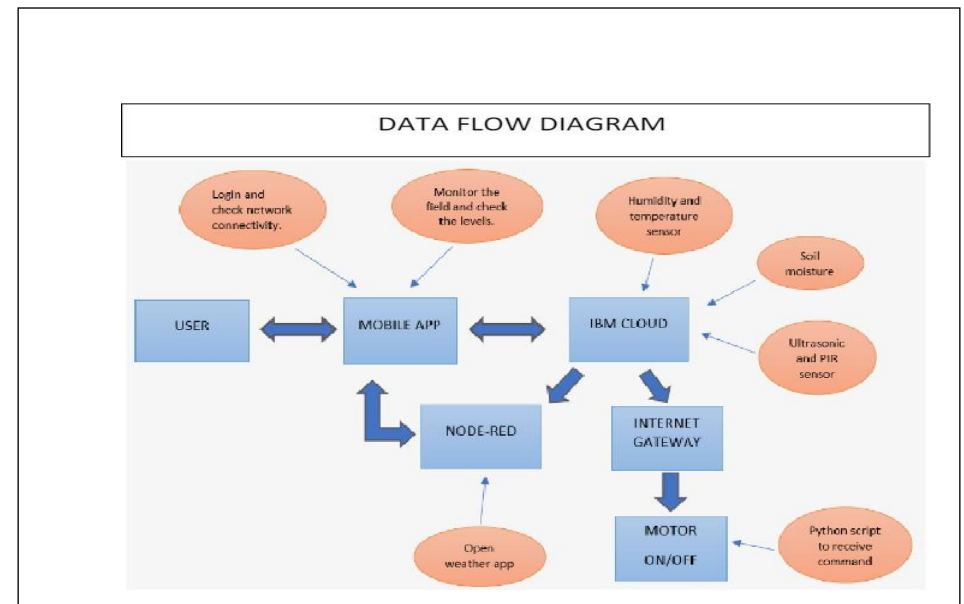 DATA FLOW DIAGRAM
Login and
check network
connectivity.
Monitor the
field and check
the levels.
Humidity and
temperature
sensor
Soil
moisture
USER
MOBILE APP
IBM CLOUD
Ultrasonic
and PIR
sensor
NODE-RED
INTERNET
GATEWAY
Open
weather app
MOTOR
ON/OFF
Python script
to receive
command